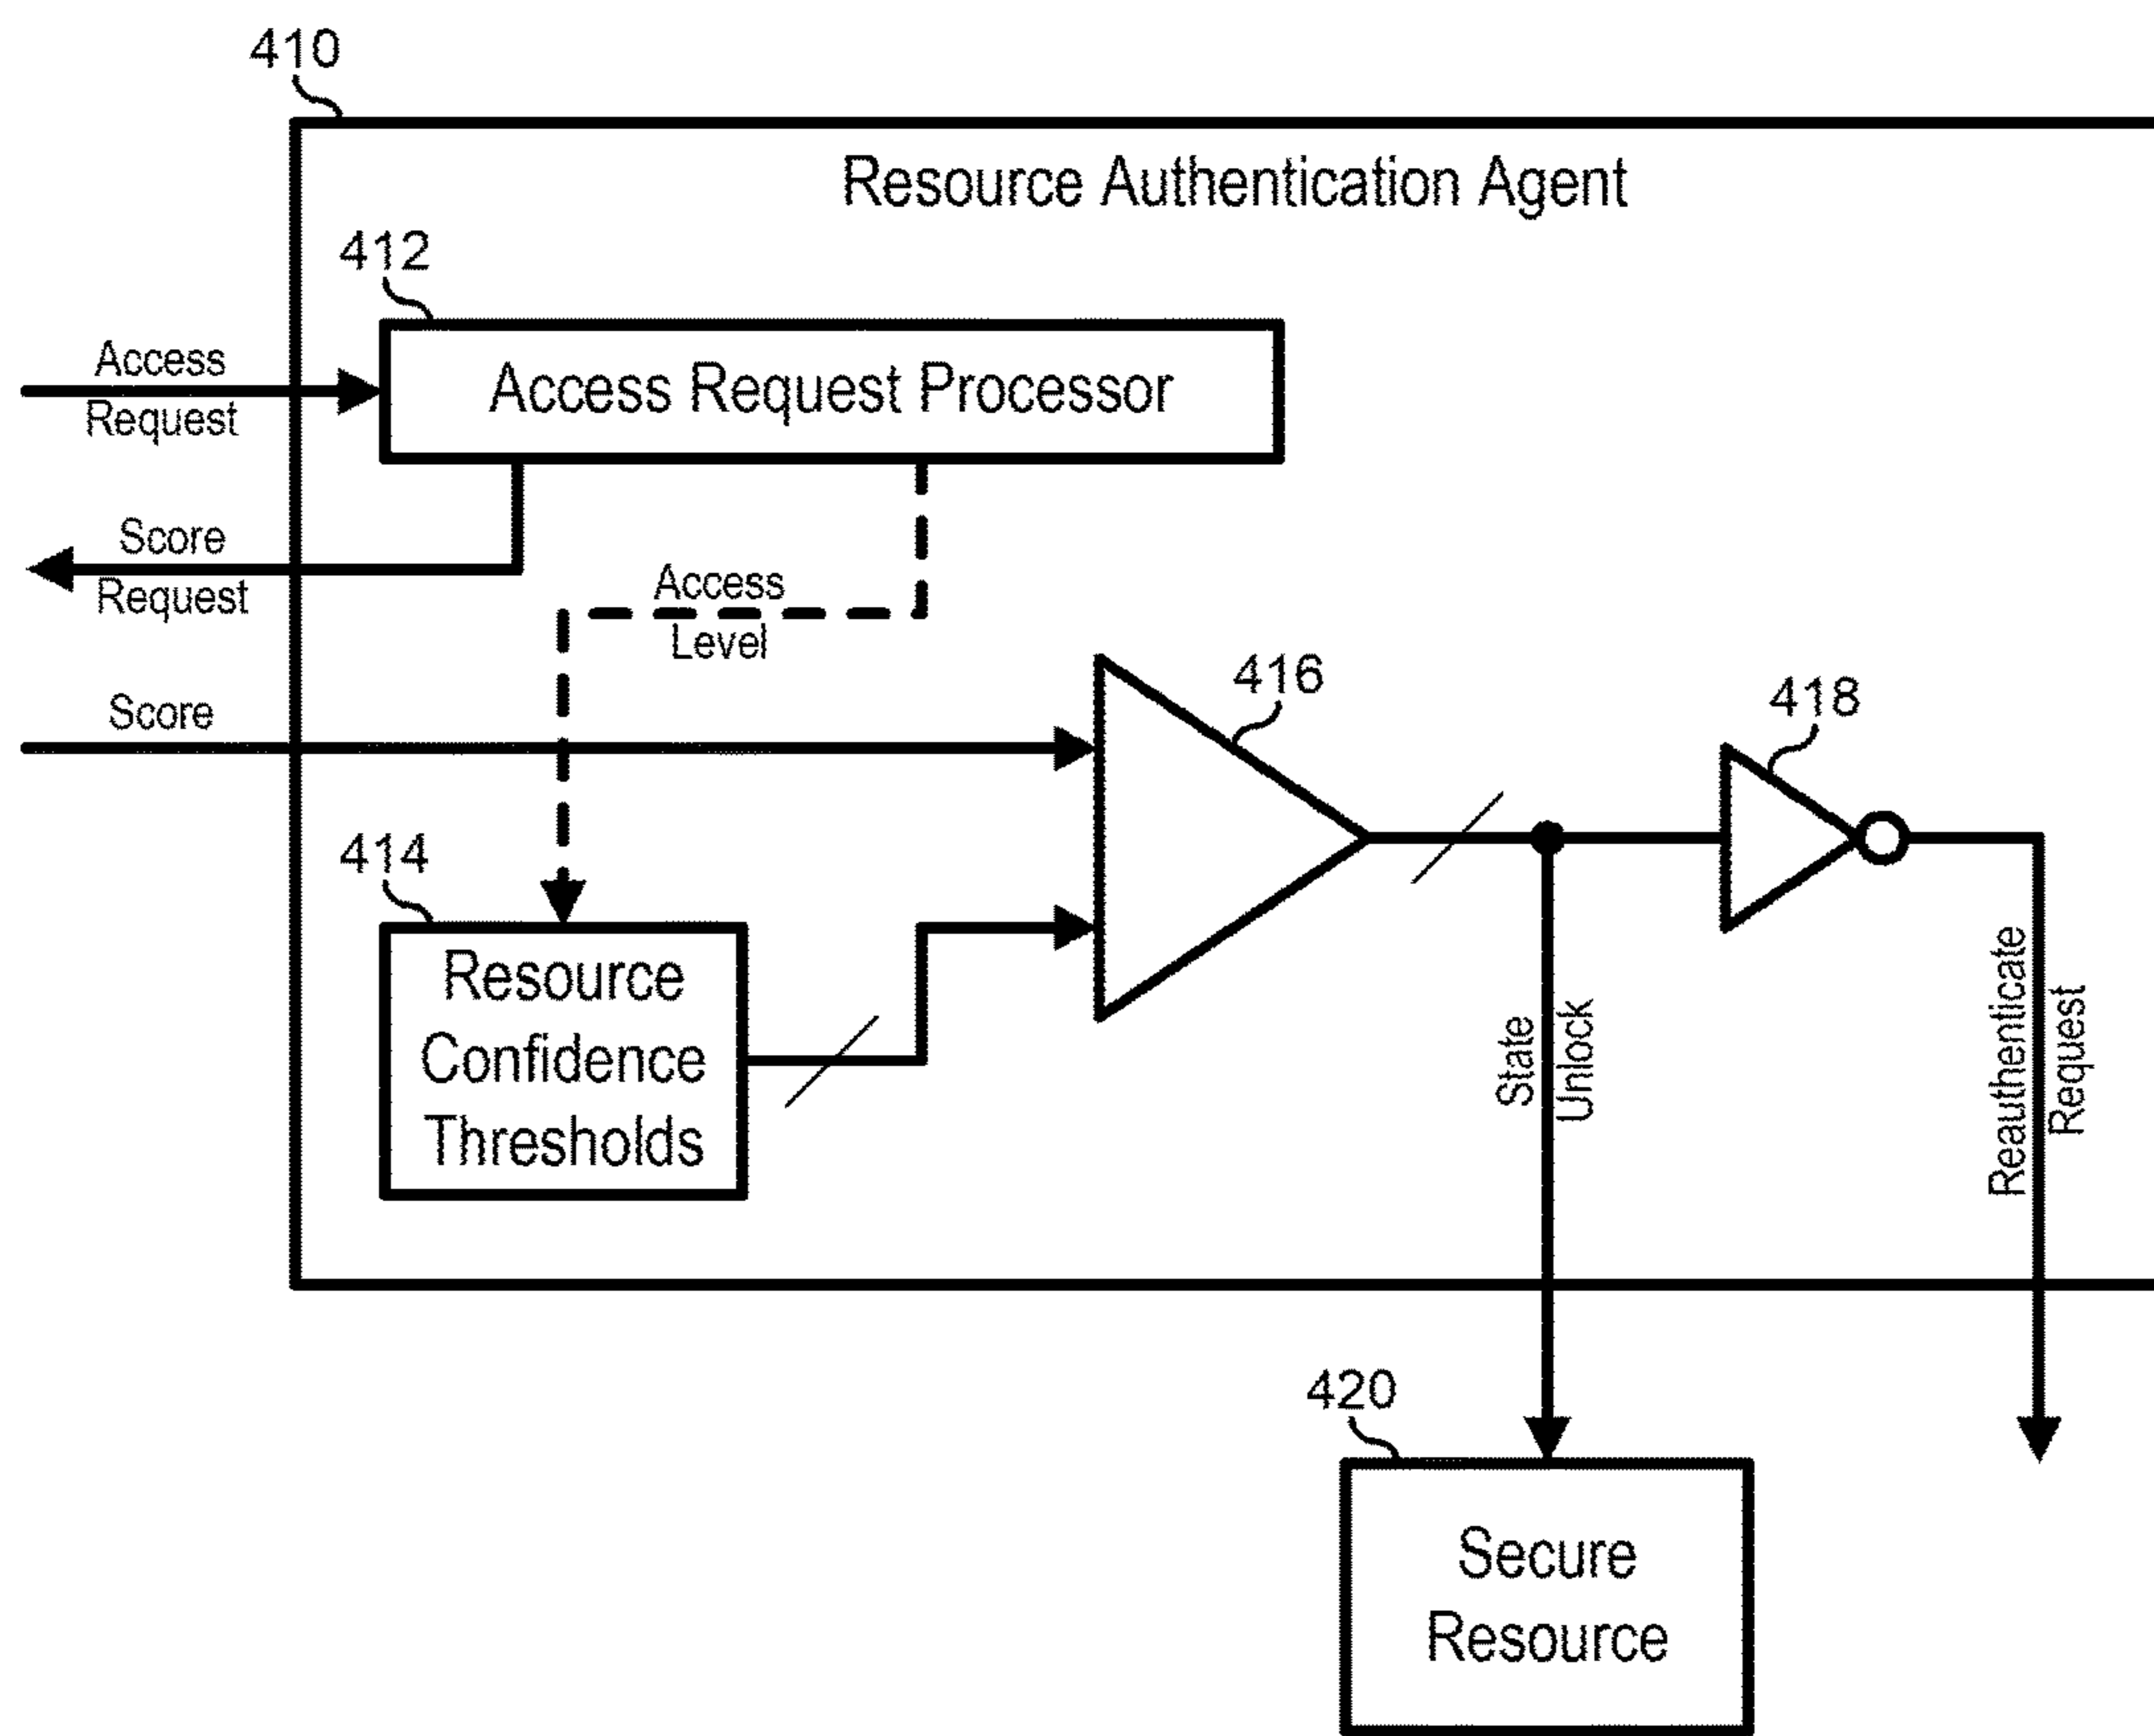 410
Resource Authentication Agent
412
Access
Request
Access Request Processor
Score
Request
Access
Level
Score
416
418
414
Resource
Confidence
Thresholds
State
Unlock
Reauthenticate
Request
420
Secure
Resource